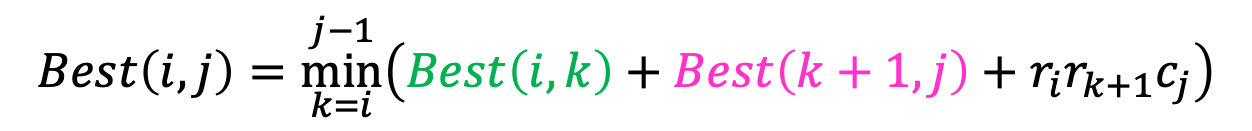 Best(i, j) = \min_{k=i}^{j-1} (Best(i, k) + Best(k + 1, j) + r_i r_{k+1} c_j)